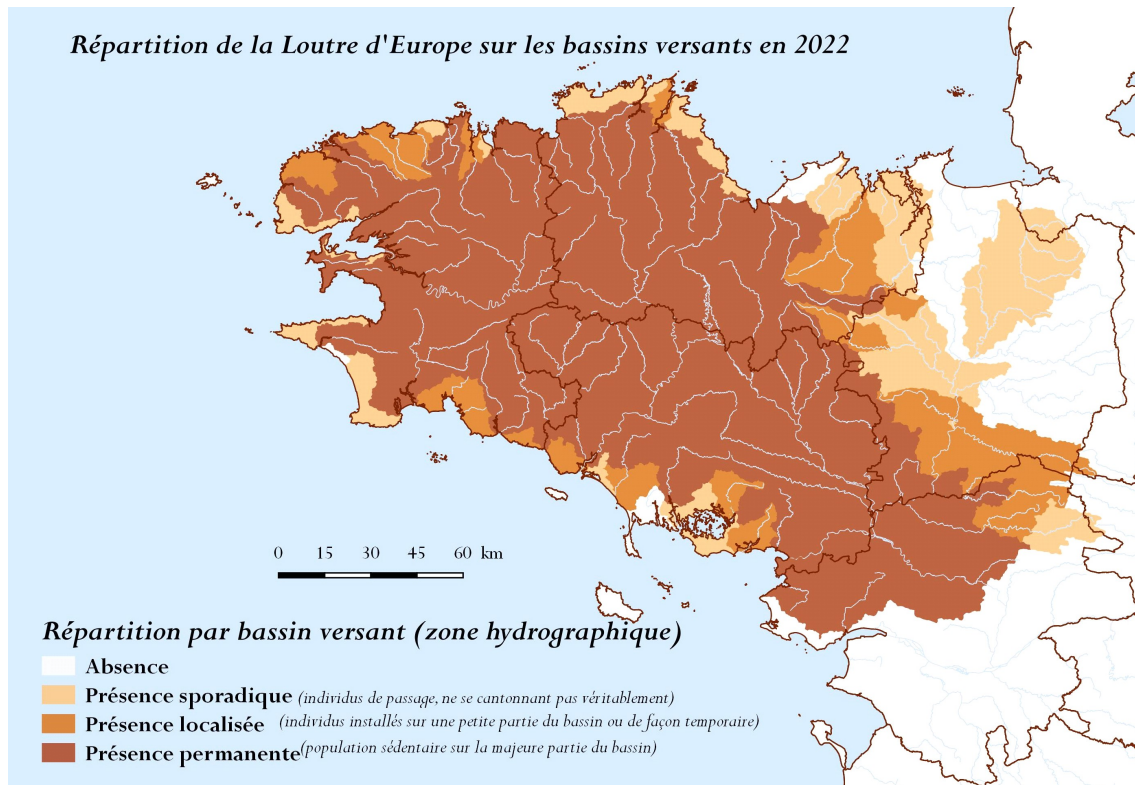 Répartition de la Loutre d'Europe sur les bassins versants en 2022
0 15 30 45 60 km
Répartition par bassin versant (zone hydrographique)
Absence
Présence sporadique (individus de passage, ne se cantonnant pas véritablement)
Présence localisée (individus installés sur une petite partie du bassin ou de façon temporaire)
Présence permanente (population sédentaire sur la majeure partie du bassin)